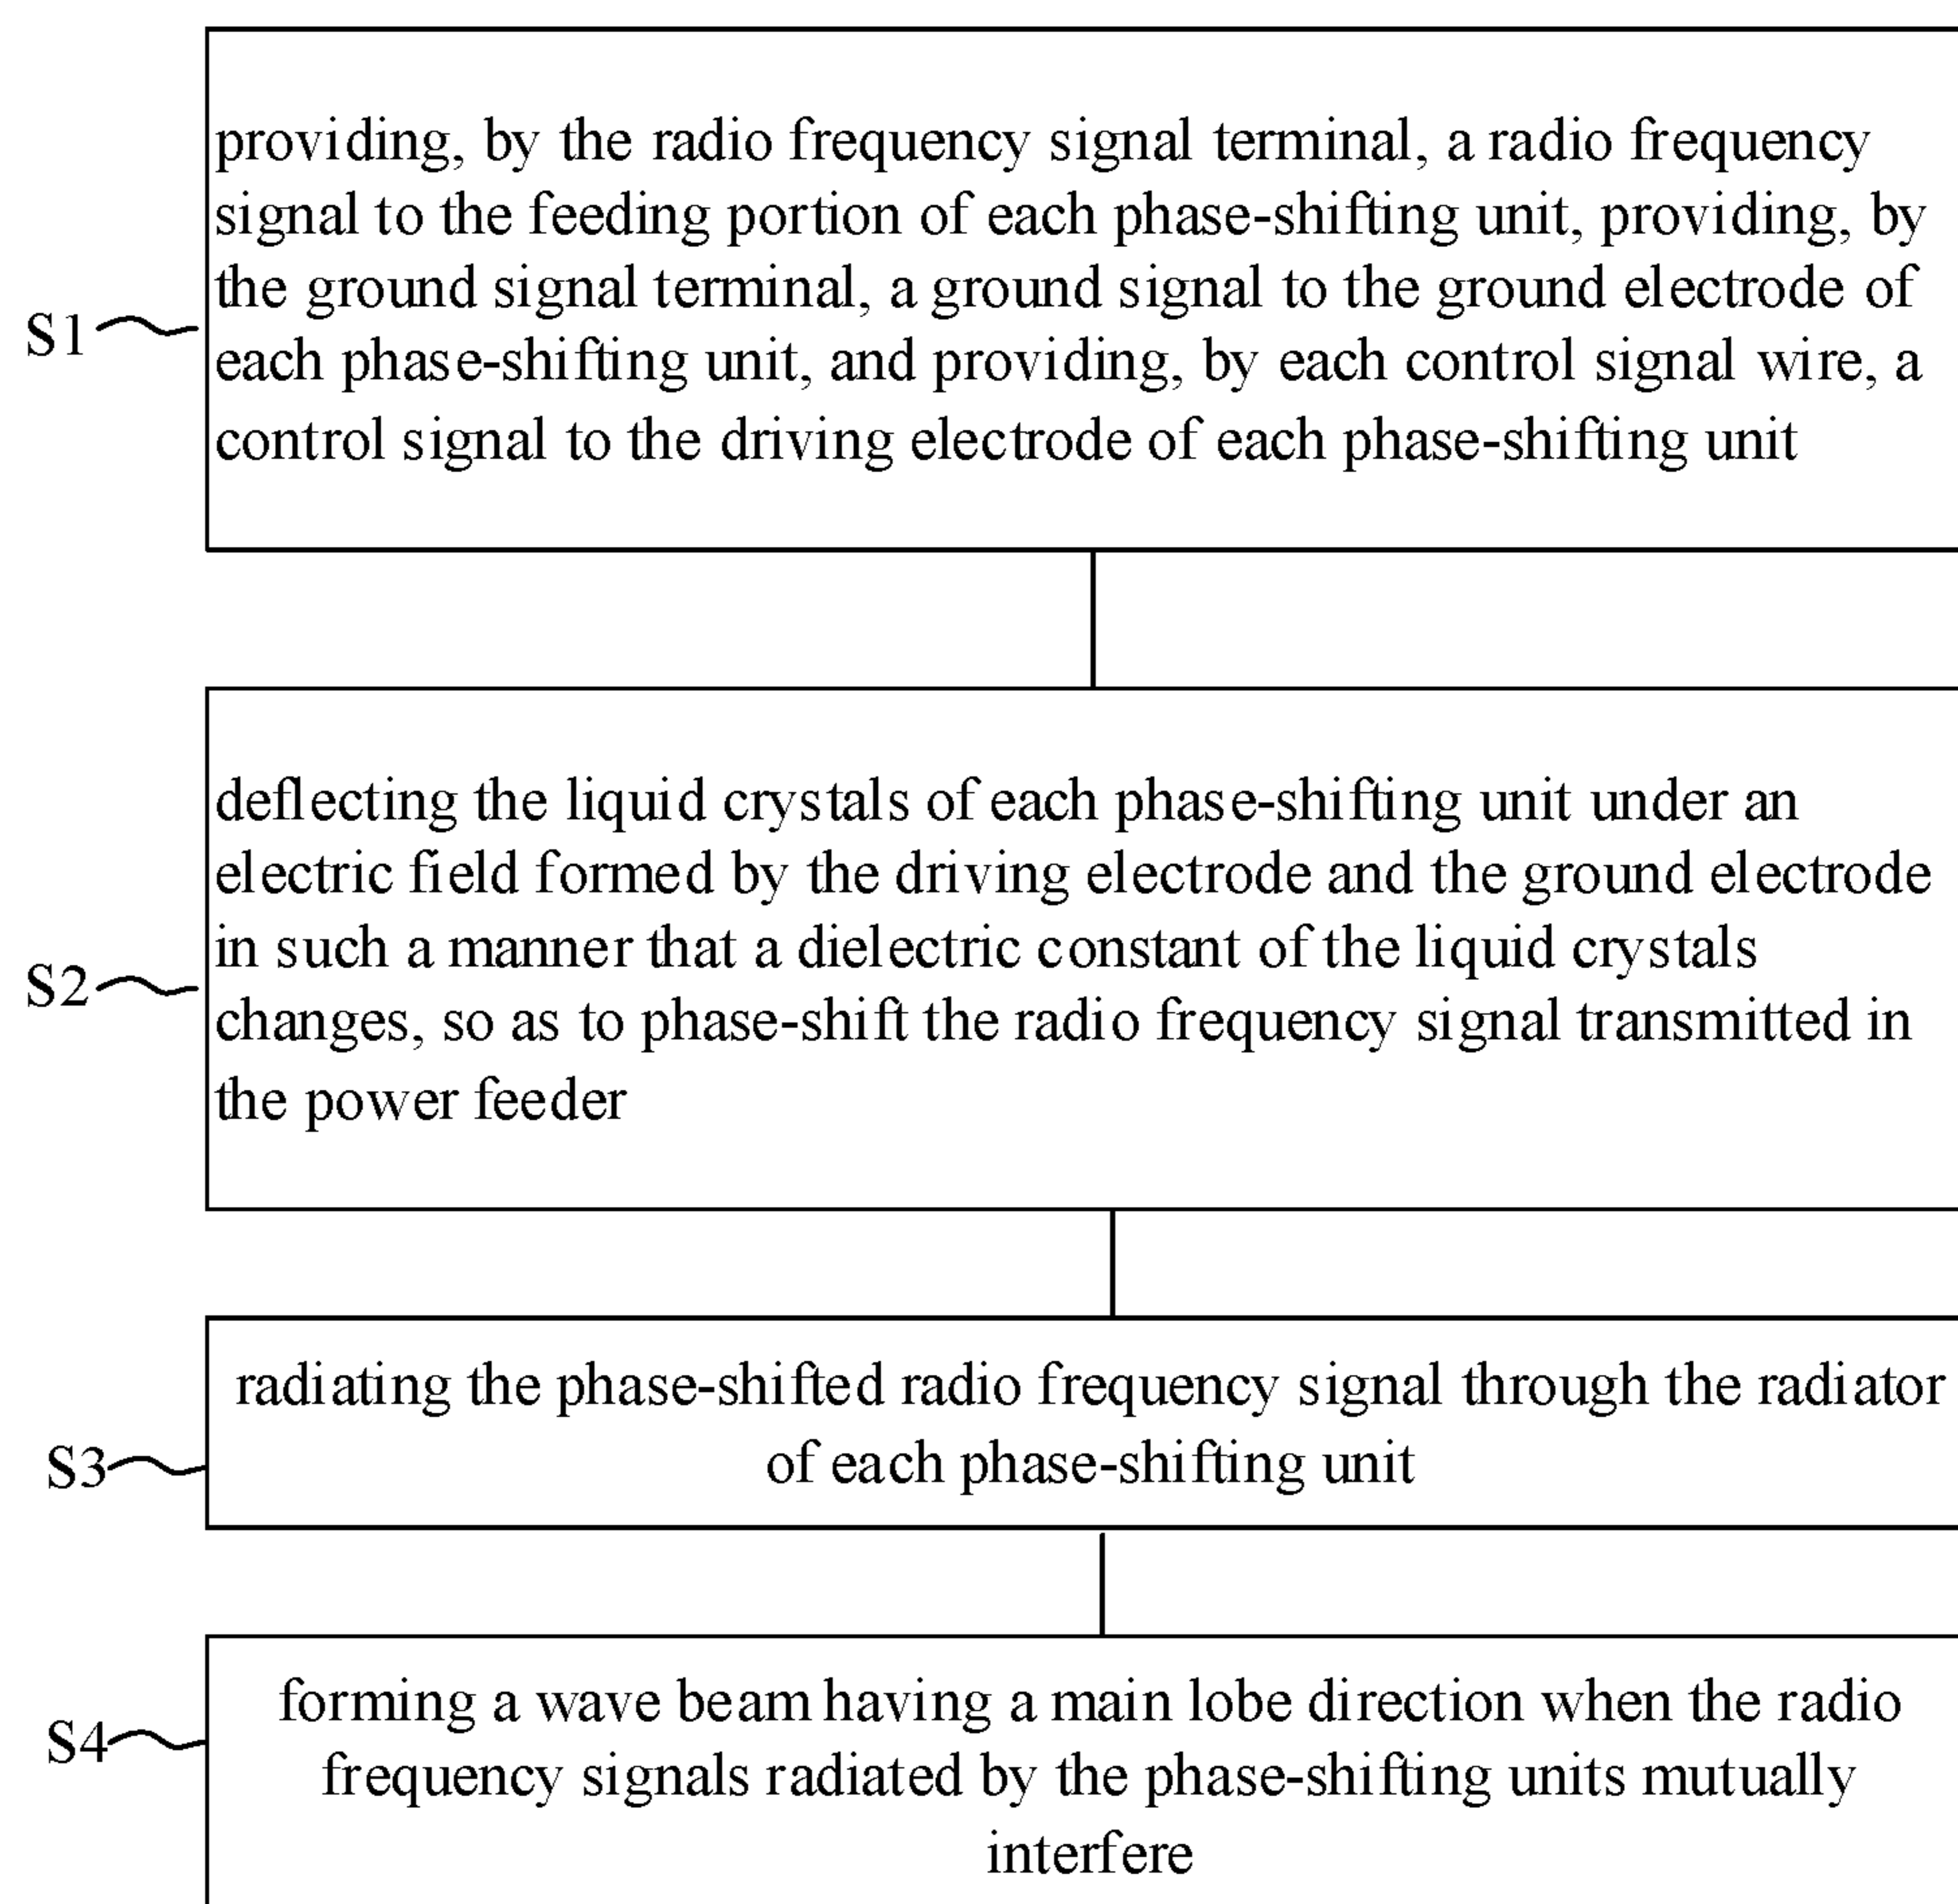 providing, by the radio frequency signal terminal, a radio frequency
signal to the feeding portion of each phase-shifting unit, providing, by
the ground signal terminal, a ground signal to the ground electrode of
S1
each phase-shifting unit, and providing, by each control signal wire, a
control signal to the driving electrode of each phase-shifting unit
deflecting the liquid crystals of each phase-shifting unit under an
electric field formed by the driving electrode and the ground electrode
in such a manner that a dielectric constant of the liquid crystals
S2
changes, so as to phase-shift the radio frequency signal transmitted in
the power feeder
radiating the phase-shifted radio frequency signal through the radiator
S3
of each phase-shifting unit
forming a wave beam having a main lobe direction when the radio
S4
frequency signals radiated by the phase-shifting units mutually
interfere